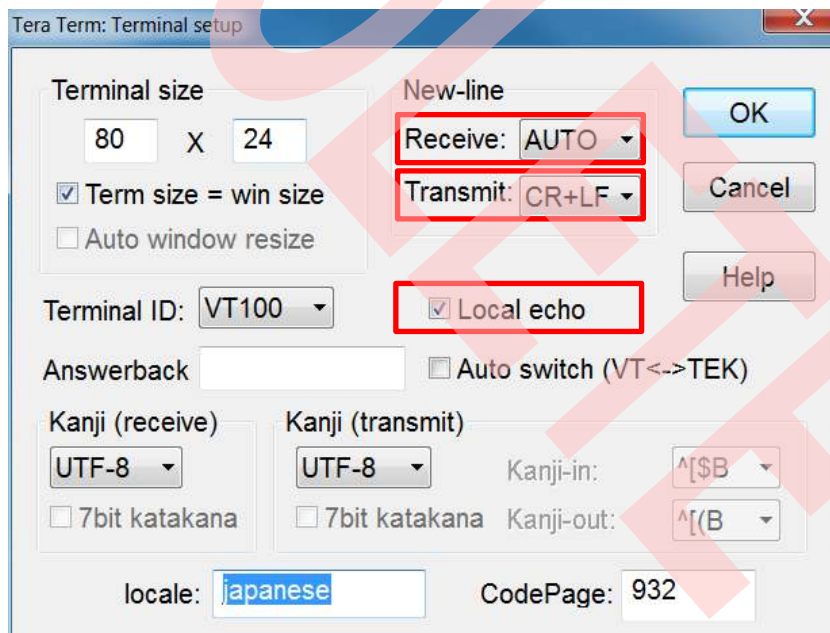 Tera Term: Terminal setup
X
Terminal size
80 X 24
Term size = win size
Auto window resize
New-line
Receive: AUTO
Transmit: CR+LF
OK
Cancel
Help
Terminal ID: VT100
Local echo
Answerback
Auto switch (VT<->TEK)
Kanji (receive)
UTF-8
7bit katakana
Kanji (transmit)
UTF-8
7bit katakana
Kanji-in: ^[$B
Kanji-out: ^[(B
locale: japanese
CodePage: 932